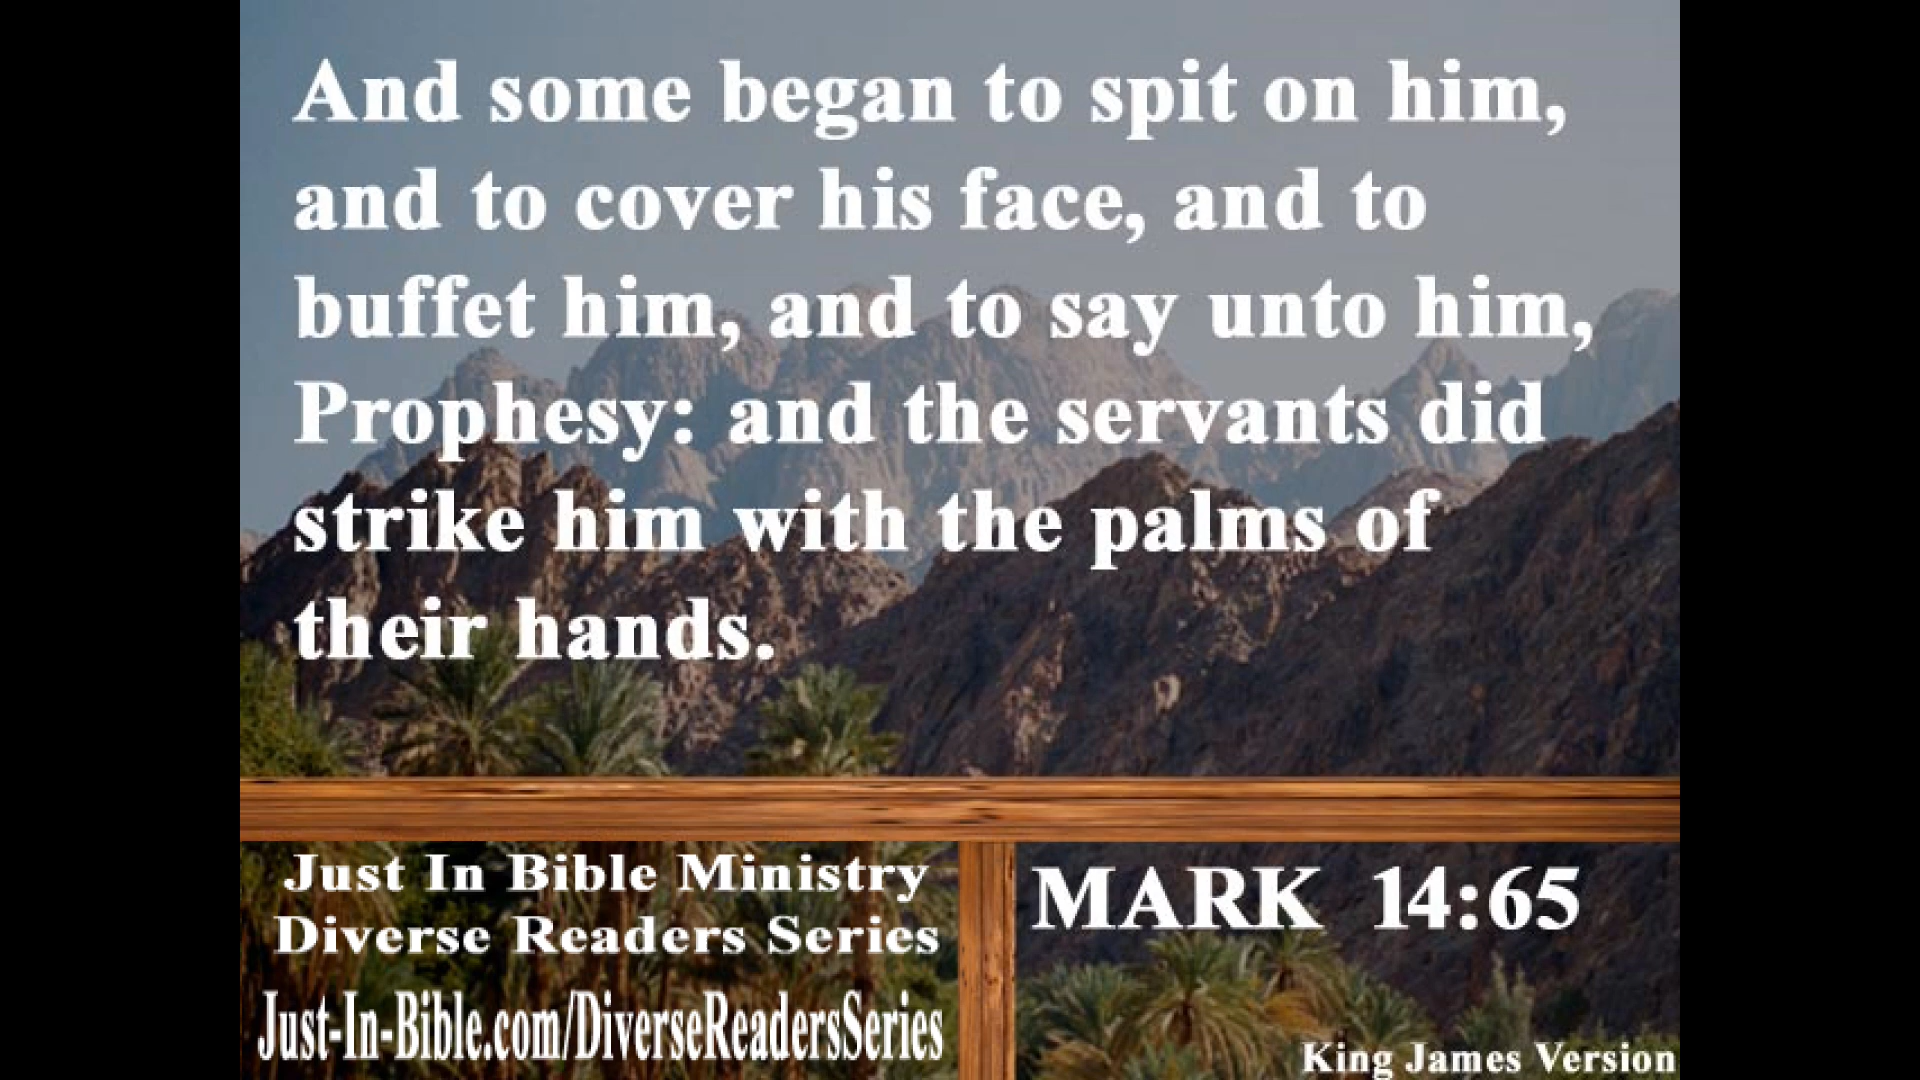 And some began to spit on him,
and to cover his face, and to
buffet him, and to say unto him,
Prophesy: and the servants did
strike him with the palms of
their hands.
Just In Bible Ministry
Diverse Readers Series
Just-In-Bible.com/DiverseReadersSeries
MARK 14:65
King James Version